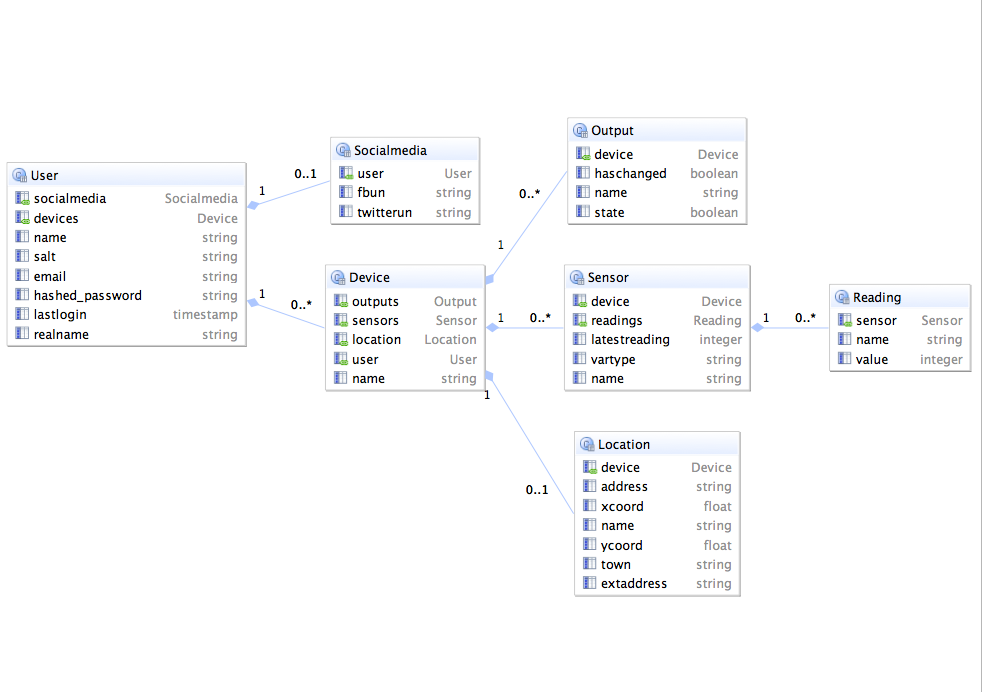 User
socialmedia Socialmedia
devices Device
name string
salt string
email string
hashed_password string
lastlogin timestamp
realname string
1
0..1
1
0..*
Socialmedia
user User
fbun string
twitterun string
Device
outputs Output
sensors Sensor
location Location
user User
name string
1
0..*
1
0..*
1
0..1
Output
device Device
haschanged boolean
name string
state boolean
Sensor
device Device
readings Reading
latestreading integer
vartype string
name string
1
0..*
Reading
sensor Sensor
name string
value integer
Location
device Device
address string
xcoord float
name string
ycoord float
town string
extaddress string